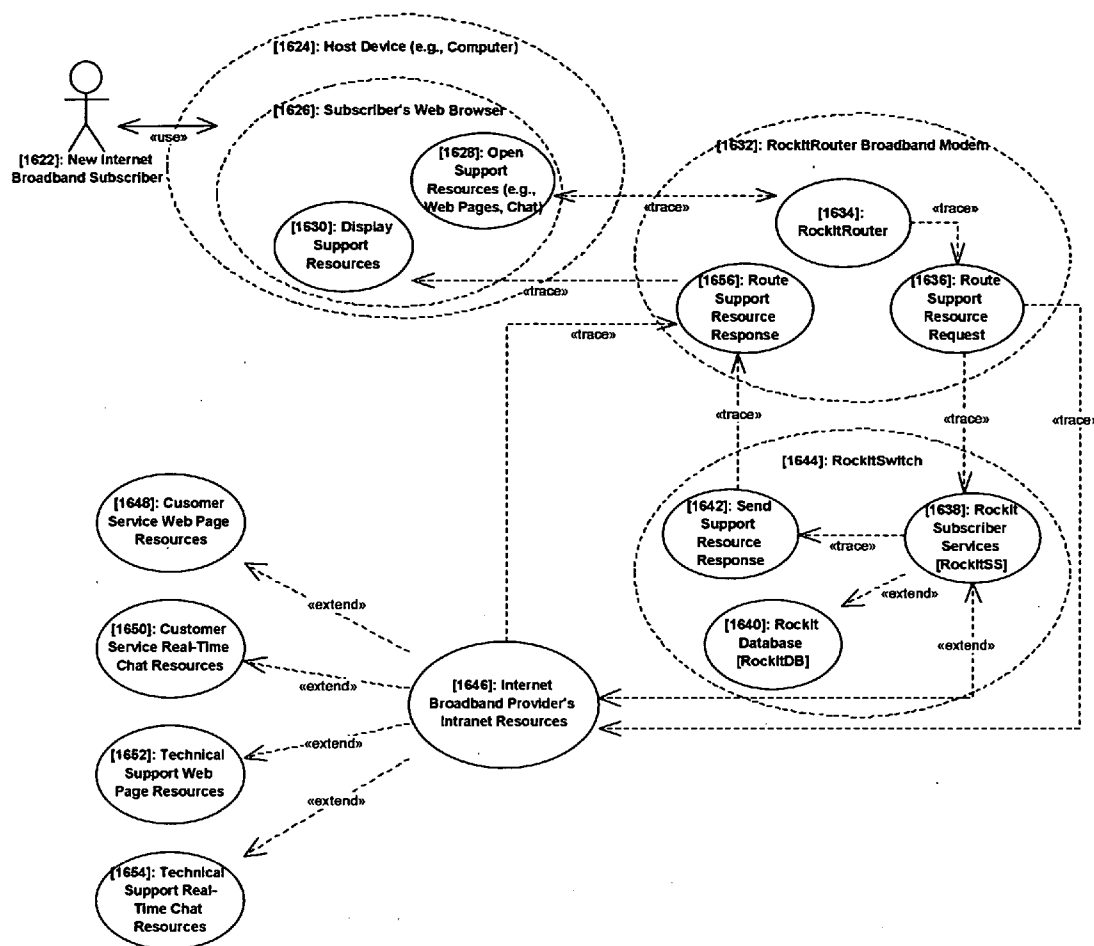 [1624]: Host Device (e.g., Computer)
[1626]: Subscriber's Web Browser
«use»
[1622]: New Internet
Broadband Subscriber
[1628]: Open
Support
Resources (e.g.,
Web Pages, Chat)
[1630]: Display
Support
Resources
[1632]: RockItRouter Broadband Modem
«trace»
[1634]:
RockItRouter
«trace»
[1656]: Route
Support
Resource
Response
[1636]: Route
Support
Resource
Request
«trace»
«trace»
«trace»
«trace»
«trace»
[1644]: RockItSwitch
[1642]: Send
Support
Resource
Response
[1638]: RockIt
Subscriber
Services
[RockItSS]
«trace»
«extend»
[1640]: RockIt
Database
[RockItDB]
«extend»
[1648]: Cusomer
Service Web Page
Resources
«extend»
[1650]: Customer
Service Real-Time
Chat Resources
«extend»
[1646]: Internet
Broadband Provider's
Intranet Resources
[1652]: Technical
Support Web
Page Resources
«extend»
«extend»
[1654]: Technical
Support Real-
Time Chat
Resources